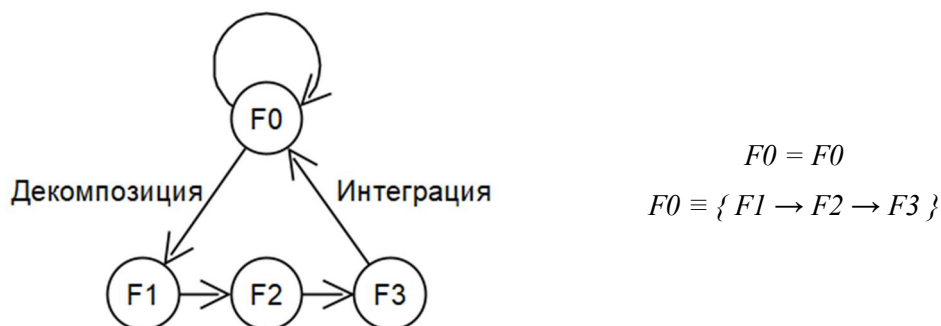 F0
F0 = F0
Декомпозиция
Интеграция
F0 ≡ { F1 → F2 → F3 }
F1
F2
F3